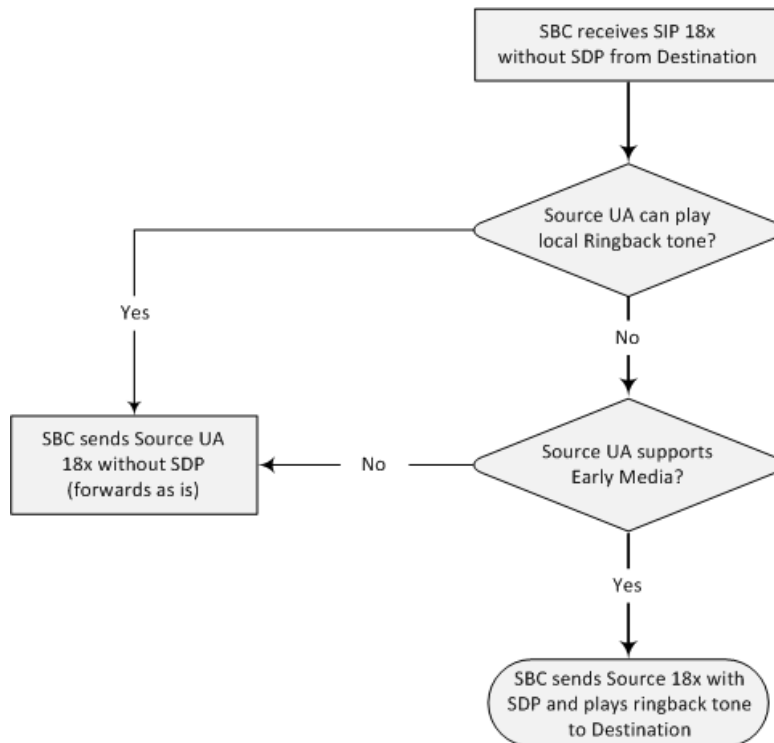 SBC receives SIP 18x
without SDP from Destination
Source UA can play
local Ringback tone?
Yes
No
SBC sends Source UA
18x without SDP
(forwards as is)
No
Source UA supports
Early Media?
Yes
SBC sends Source 18x with
SDP and plays ringback tone
to Destination